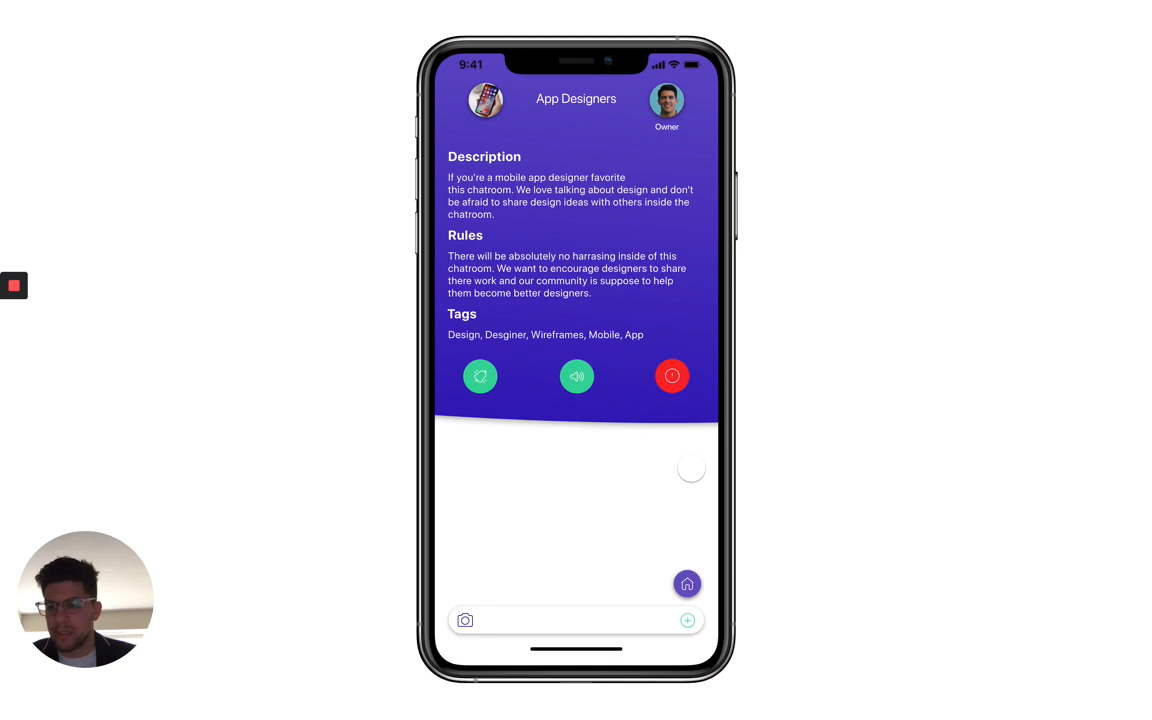 9:41
App Designers
Owner
Description
If you're a mobile app designer favorite
this chatroom. We love talking about design and don't
be afraid to share design ideas with others inside the
chatroom.
Rules
There will be absolutely no harrasing inside of this
chatroom. We want to encourage designers to share
there work and our community is suppose to help
them become better designers.
Tags
Design, Desginer, Wireframes, Mobile, App